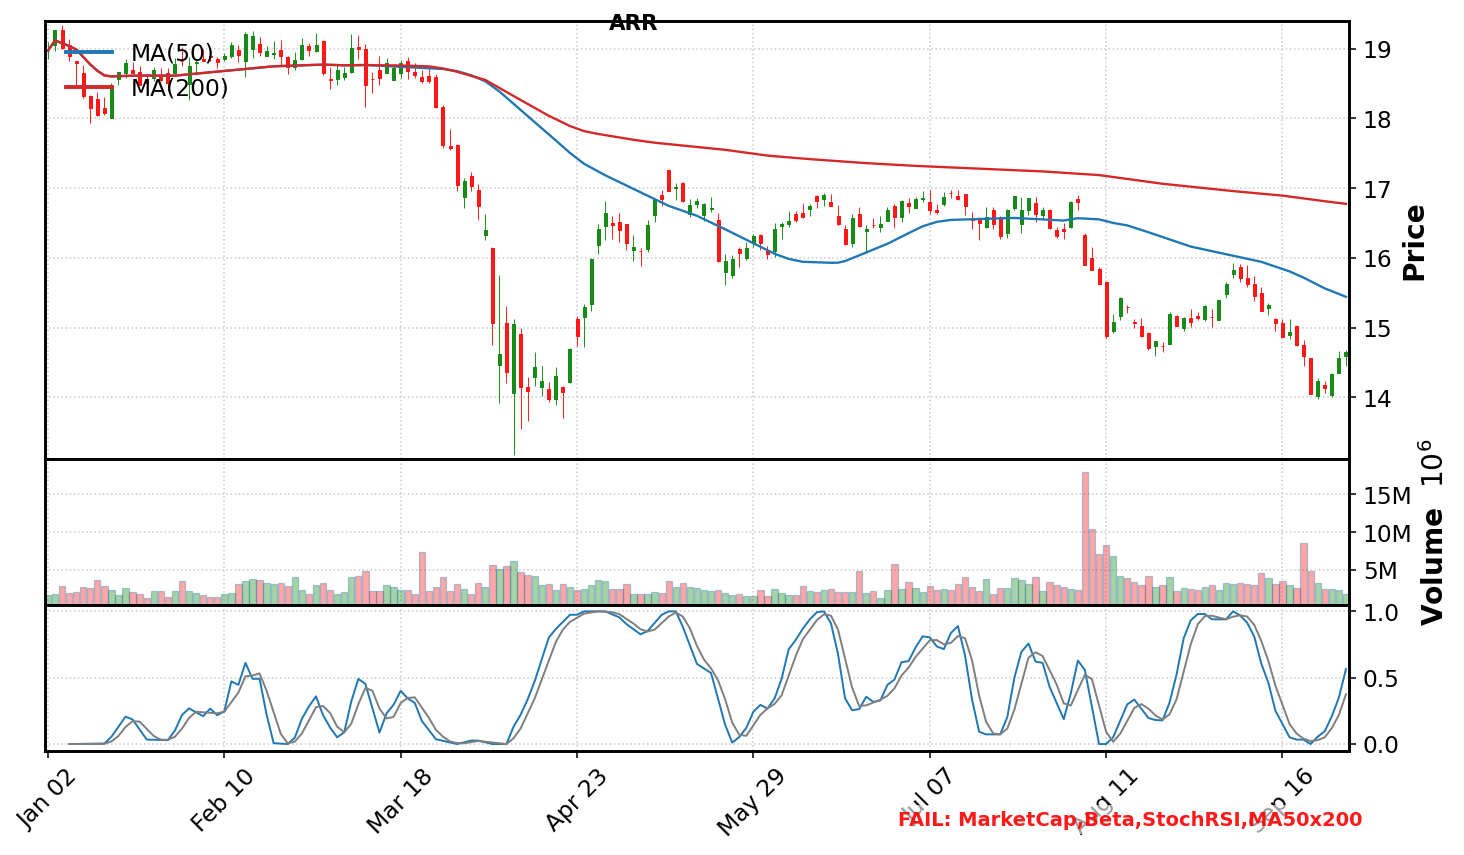 ARR
MA(50)
MA(200)
19
18
17
16
15
14
Price
15M
10M
5M
Volume 10^6
1.0
0.5
0.0
Jan 02
Feb 10
Mar 18
Apr 23
May 29
Jul 07
Aug 11
Sep 16
FAIL: MarketCap,Beta,StochRSI,MA50x200